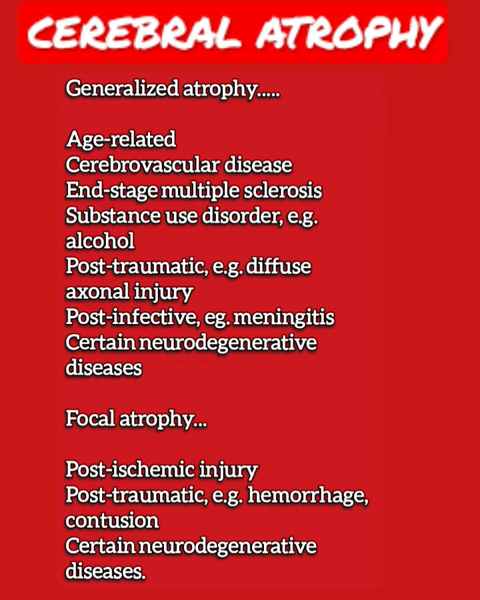 CEREBRAL ATROPHY
Generalized atrophy.....
Age-related
Cerebrovascular disease
End-stage multiple sclerosis
Substance use disorder, e.g.
alcohol
Post-traumatic, e.g. diffuse
axonal injury
Post-infective, eg. meningitis
Certain neurodegenerative
diseases
Focal atrophy...
Post-ischemic injury
Post-traumatic, e.g. hemorrhage,
contusion
Certain neurodegenerative
diseases.